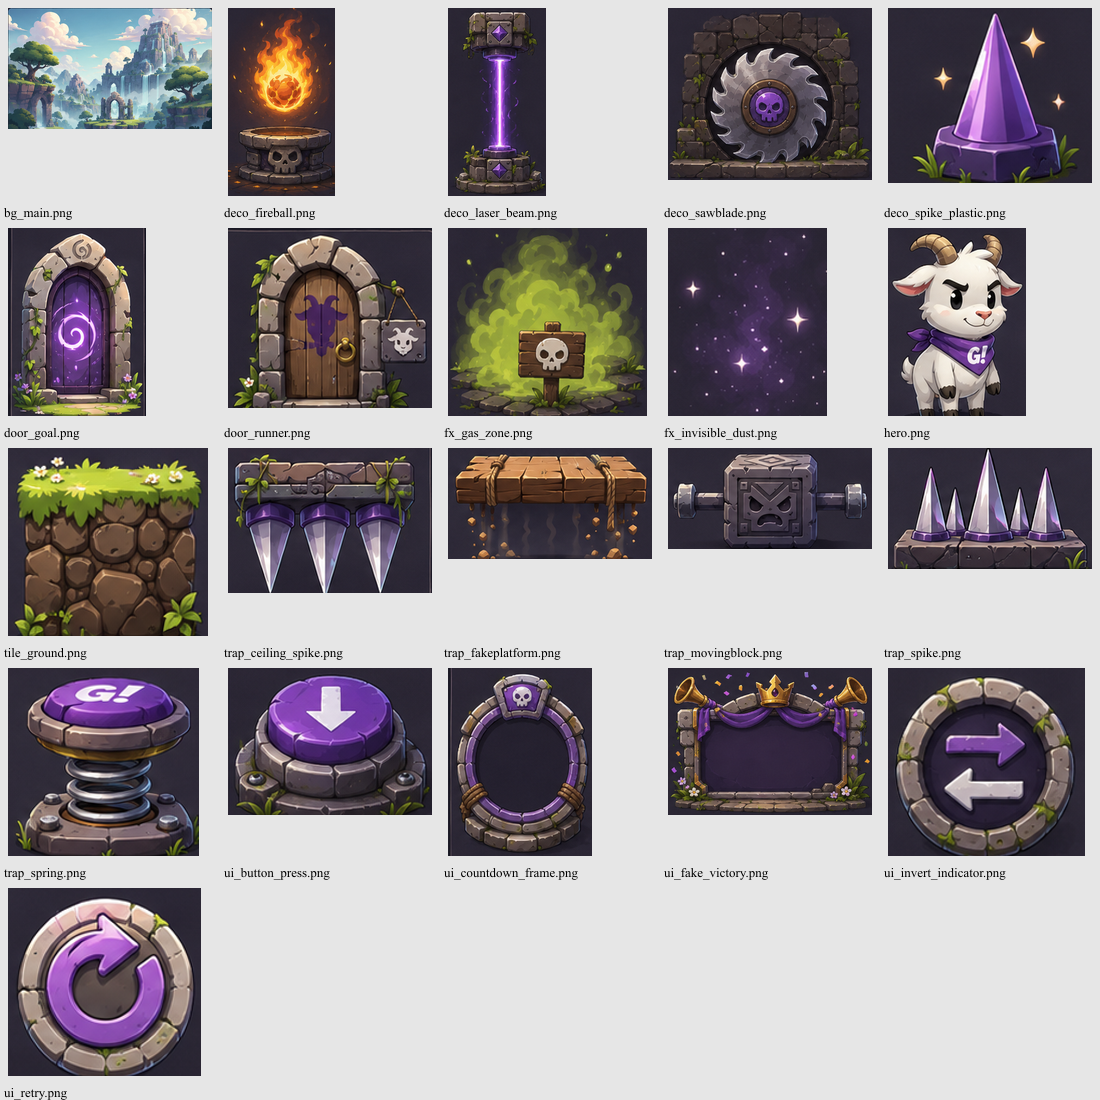 bg_main.png
deco_fireball.png
deco_laser_beam.png
deco_sawblade.png
deco_spike_plastic.png
G!
door_goal.png
door_runner.png
fx_gas_zone.png
fx_invisible_dust.png
hero.png
tile_ground.png
trap_ceiling_spike.png
trap_fakeplatform.png
trap_movingblock.png
trap_spike.png
G!
trap_spring.png
ui_button_press.png
ui_countdown_frame.png
ui_fake_victory.png
ui_invert_indicator.png
ui_retry.png